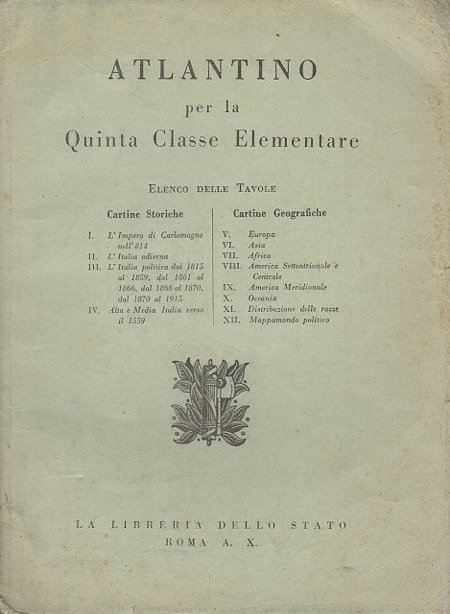 ATLANTINO
per la
Quinta Classe Elementare
ELENCO DELLE TAVOLE
Cartine Storiche
I. L'Impero di Carlomagno
nell'814
II. L'Italia odierna
III. L'Italia politica dal 1815
al 1859, dal 1861 al
1866, dal 1866 al 1870,
dal 1870 al 1915
IV. Alta e Media Italia verso
il 1559
Cartine Geografiche
V. Europa
VI. Asia
VII. Africa
VIII. America Settentrionale e
Centrale
IX. America Meridionale
X. Oceania
XI. Distribuzione delle razze
XII. Mappamondo politico
LA LIBRERIA DELLO STATO
ROMA A. X.